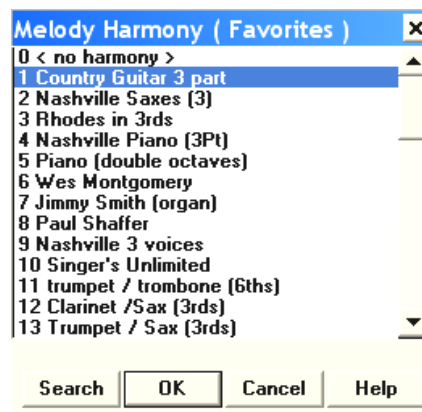 Melody Harmony ( Favorites )
0 < no harmony >
1 Country Guitar 3 part
2 Nashville Saxes (3)
3 Rhodes in 3rds
4 Nashville Piano (3Pt)
5 Piano (double octaves)
6 Wes Montgomery
7 Jimmy Smith (organ)
8 Paul Shaffer
9 Nashville 3 voices
10 Singer's Unlimited
11 trumpet / trombone (6ths)
12 Clarinet /Sax (3rds)
13 Trumpet / Sax (3rds)
Search OK Cancel Help